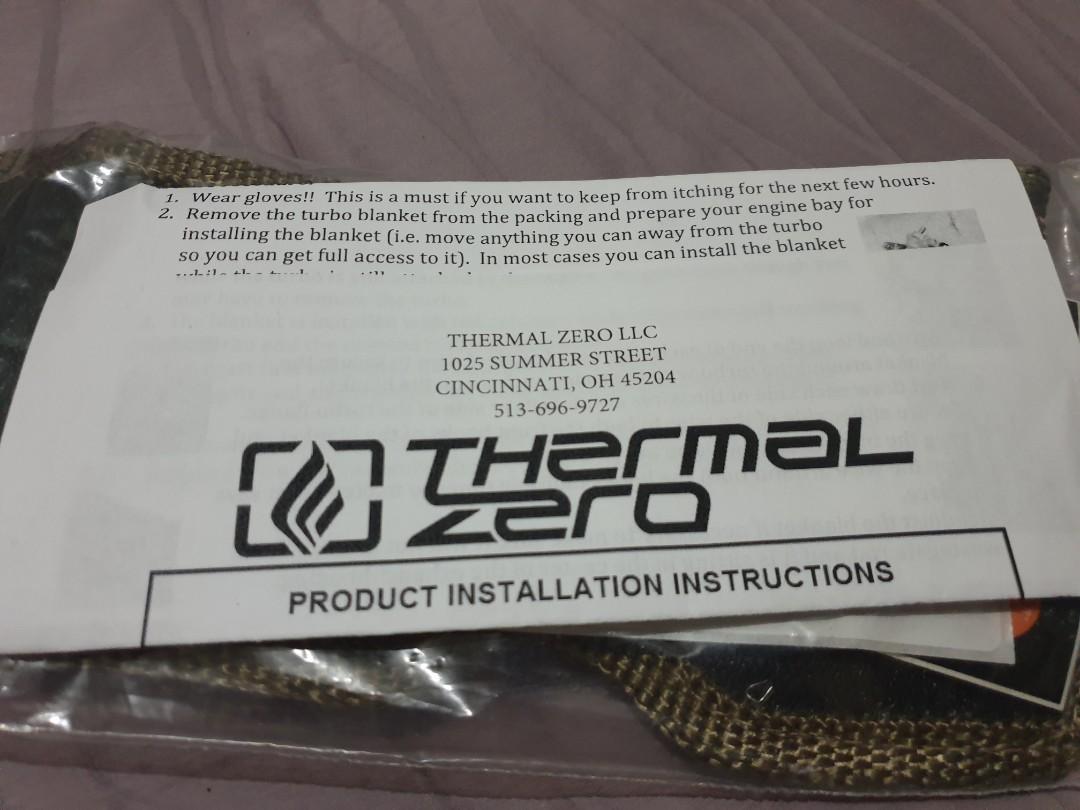 1. Wear gloves!! This is a must if you want to keep from itching for the next few hours.
2. Remove the turbo blanket from the packing and prepare your engine bay for
installing the blanket (i.e. move anything you can away from the turbo
so you can get full access to it). In most cases you can install the blanket
THERMAL ZERO LLC
1025 SUMMER STREET
CINCINNATI, OH 45204
513-696-9727
THermaL
zero
PRODUCT INSTALLATION INSTRUCTIONS